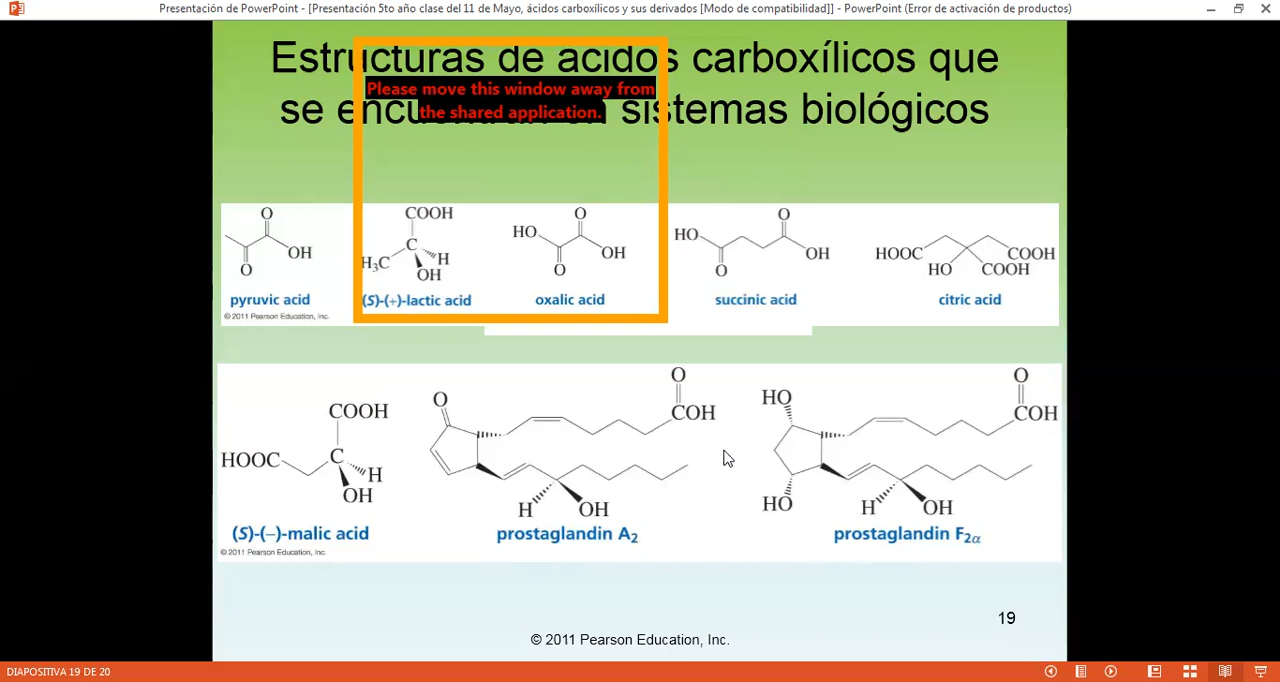 Presentación de PowerPoint - [Presentación 5to año clase del 11 de Mayo, ácidos carboxílicos y sus derivados [Modo de compatibilidad]] - PowerPoint (Error de activación de productos)
Estructuras de acidos carboxílicos que
Please move this window away from
the shared application.
sistemas biológicos
O
OH
O
pyruvic acid
© 2011 Pearson Education, Inc.
COOH
C
H
H3C
OH
(S)-(+)-lactic acid
O
HO
OH
O
oxalic acid
O
HO
OH
O
succinic acid
HOOC
COOH
HO
COOH
citric acid
COOH
HOOC
C
H
OH
(S)-(−)-malic acid
© 2011 Pearson Education, Inc.
O
O
COH
H
OH
prostaglandin A2
HO
O
COH
HO
H
OH
prostaglandin F2α
19
© 2011 Pearson Education, Inc.
DIAPOSITIVA 19 DE 20